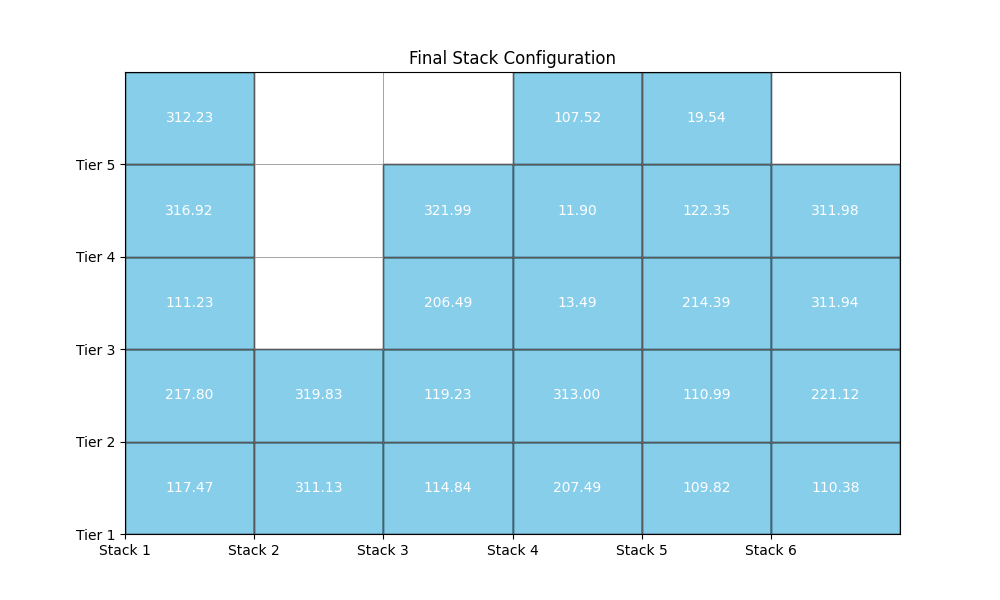 Final Stack Configuration
312.23 107.52 19.54
Tier 5
316.92 321.99 11.90 122.35 311.98
Tier 4
111.23 206.49 13.49 214.39 311.94
Tier 3
217.80 319.83 119.23 313.00 110.99 221.12
Tier 2
117.47 311.13 114.84 207.49 109.82 110.38
Tier 1
Stack 1 Stack 2 Stack 3 Stack 4 Stack 5 Stack 6